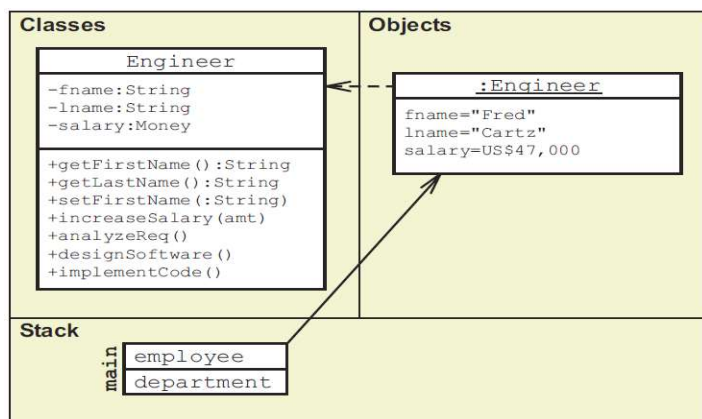 Classes
Engineer
-fname:String
-lname:String
-salary:Money
+getFirstName():String
+getLastName():String
+setFirstName(:String)
+increaseSalary(amt)
+analyzeReq()
+designSoftware()
+implementCode()
Objects
:Engineer
fname="Fred"
lname="Cartz"
salary=US$47,000
Stack
main
employee
department